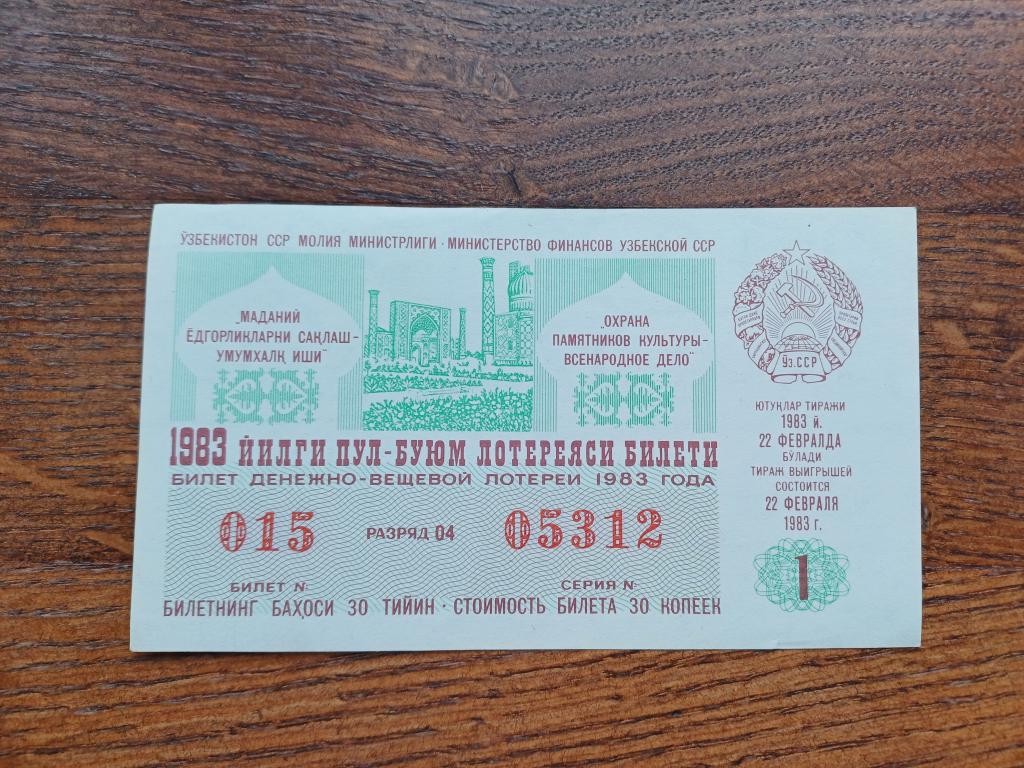 ЎЗБЕКИСТОН ССР МОЛИЯ МИНИСТРЛИГИ · МИНИСТЕРСТВО ФИНАНСОВ УЗБЕКСКОЙ ССР
„МАДАНИЙ
ЁДГОРЛИКЛАРНИ САҚЛАШ-
УМУМХАЛҚ ИШИ"
„ОХРАНА
ПАМЯТНИКОВ КУЛЬТУРЫ-
ВСЕНАРОДНОЕ ДЕЛО"
1983 ЙИЛГИ ПУЛ-БУЮМ ЛОТЕРЕЯСИ БИЛЕТИ
БИЛЕТ ДЕНЕЖНО-ВЕЩЕВОЙ ЛОТЕРЕИ 1983 ГОДА
015 РАЗРЯД 04 05312
БИЛЕТ N: СЕРИЯ N:
БИЛЕТНИНГ БАҲОСИ 30 ТИЙИН · СТОИМОСТЬ БИЛЕТА 30 КОПЕЕК
Уз.ССР
ЮТУҚЛАР ТИРАЖИ
1983 й.
22 ФЕВРАЛДА
БЎЛАДИ
ТИРАЖ ВЫИГРЫШЕЙ
СОСТОИТСЯ
22 ФЕВРАЛЯ
1983 г.
1